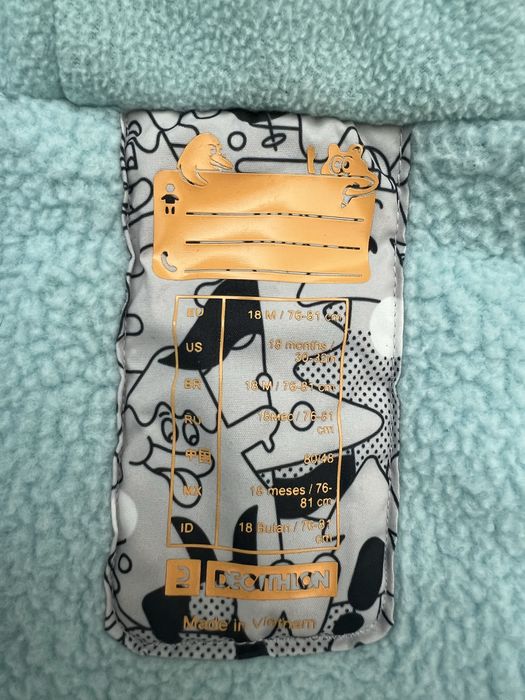 EU 18 M / 76-81 cm
US 18 months / 30-32in
BR 18 M / 76-81 cm
RU 18мес / 76-81 cm
中国 80/48
MX 18 meses / 76-81 cm
ID 18 Bulan / 76-81 cm
DECATHLON
Made in Vietnam